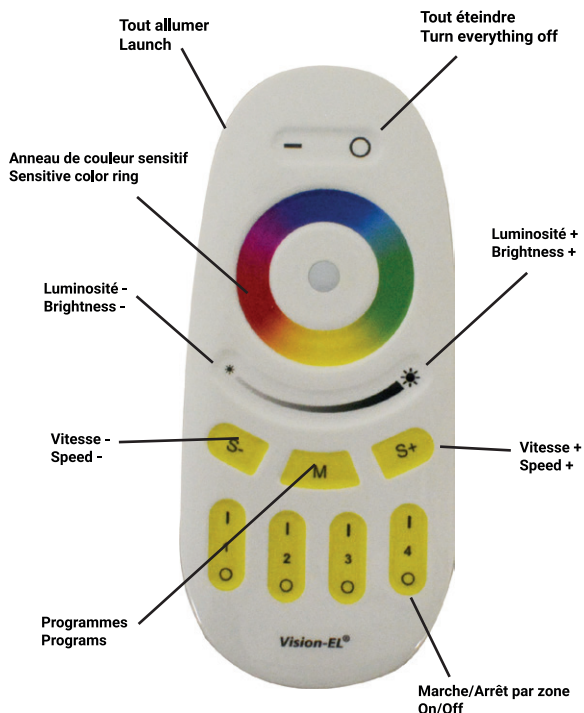 Tout allumer
Launch
Tout éteindre
Turn everything off
Anneau de couleur sensitif
Sensitive color ring
Luminosité +
Brightness +
Luminosité -
Brightness -
Vitesse -
Speed -
S-
M
S+
Vitesse +
Speed +
I
I
I
I
1
2
3
4
O
O
O
O
Programmes
Programs
Vision-EL®
Marche/Arrêt par zone
On/Off